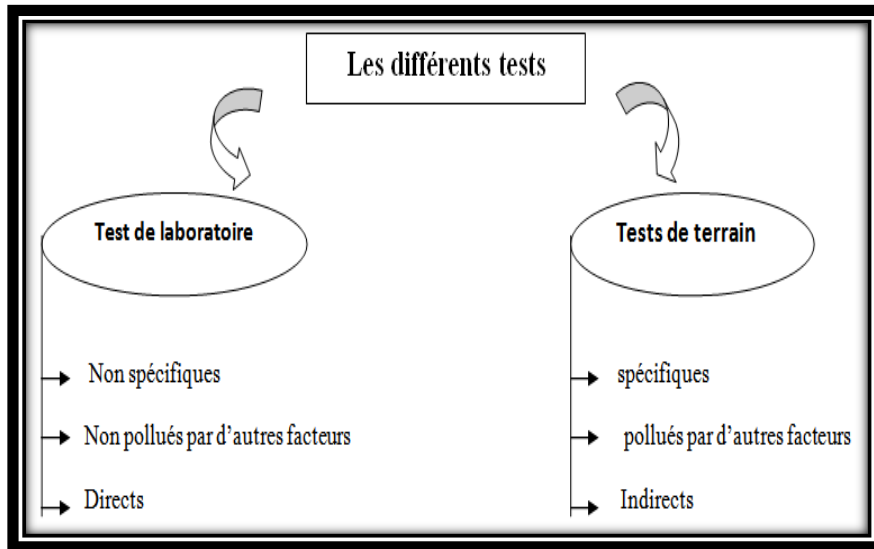 Les différents tests
Test de laboratoire
Non spécifiques
Non pollués par d'autres facteurs
Directs
Tests de terrain
spécifiques
pollués par d'autres facteurs
Indirects